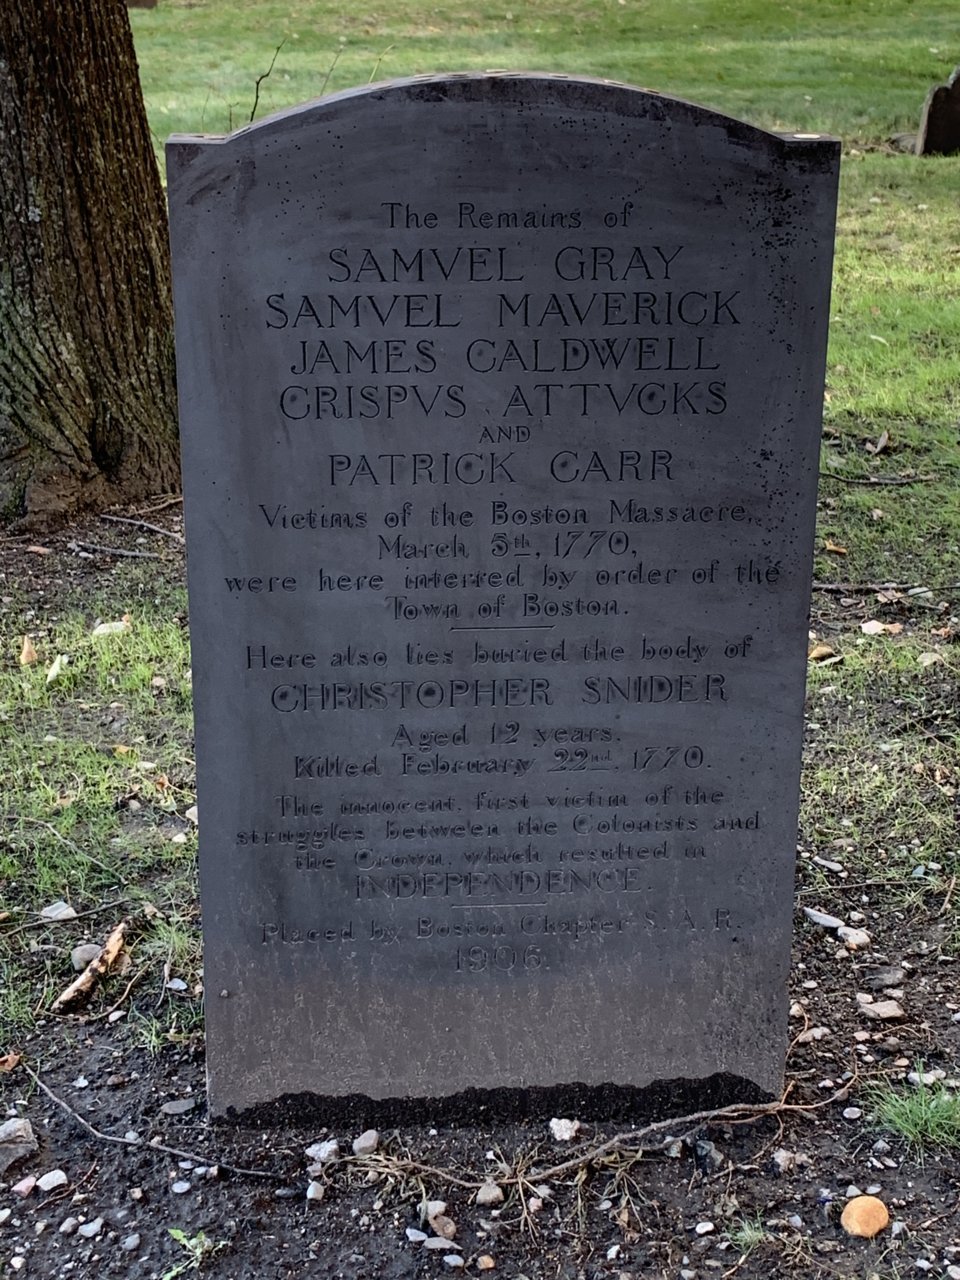 The Remains of
SAMVEL GRAY
SAMVEL MAVERICK
JAMES CALDWELL
CRISPVS ATTVCKS
AND
PATRICK CARR
Victims of the Boston Massacre,
March 5th, 1770,
were here interred by order of the
Town of Boston.
Here also lies buried the body of
CHRISTOPHER SNIDER
Aged 12 years.
Killed February 22nd, 1770.
The innocent, first victim of the
struggles between the Colonists and
the Crown, which resulted in
INDEPENDENCE.
Placed by Boston Chapter S. A. R.
1906.